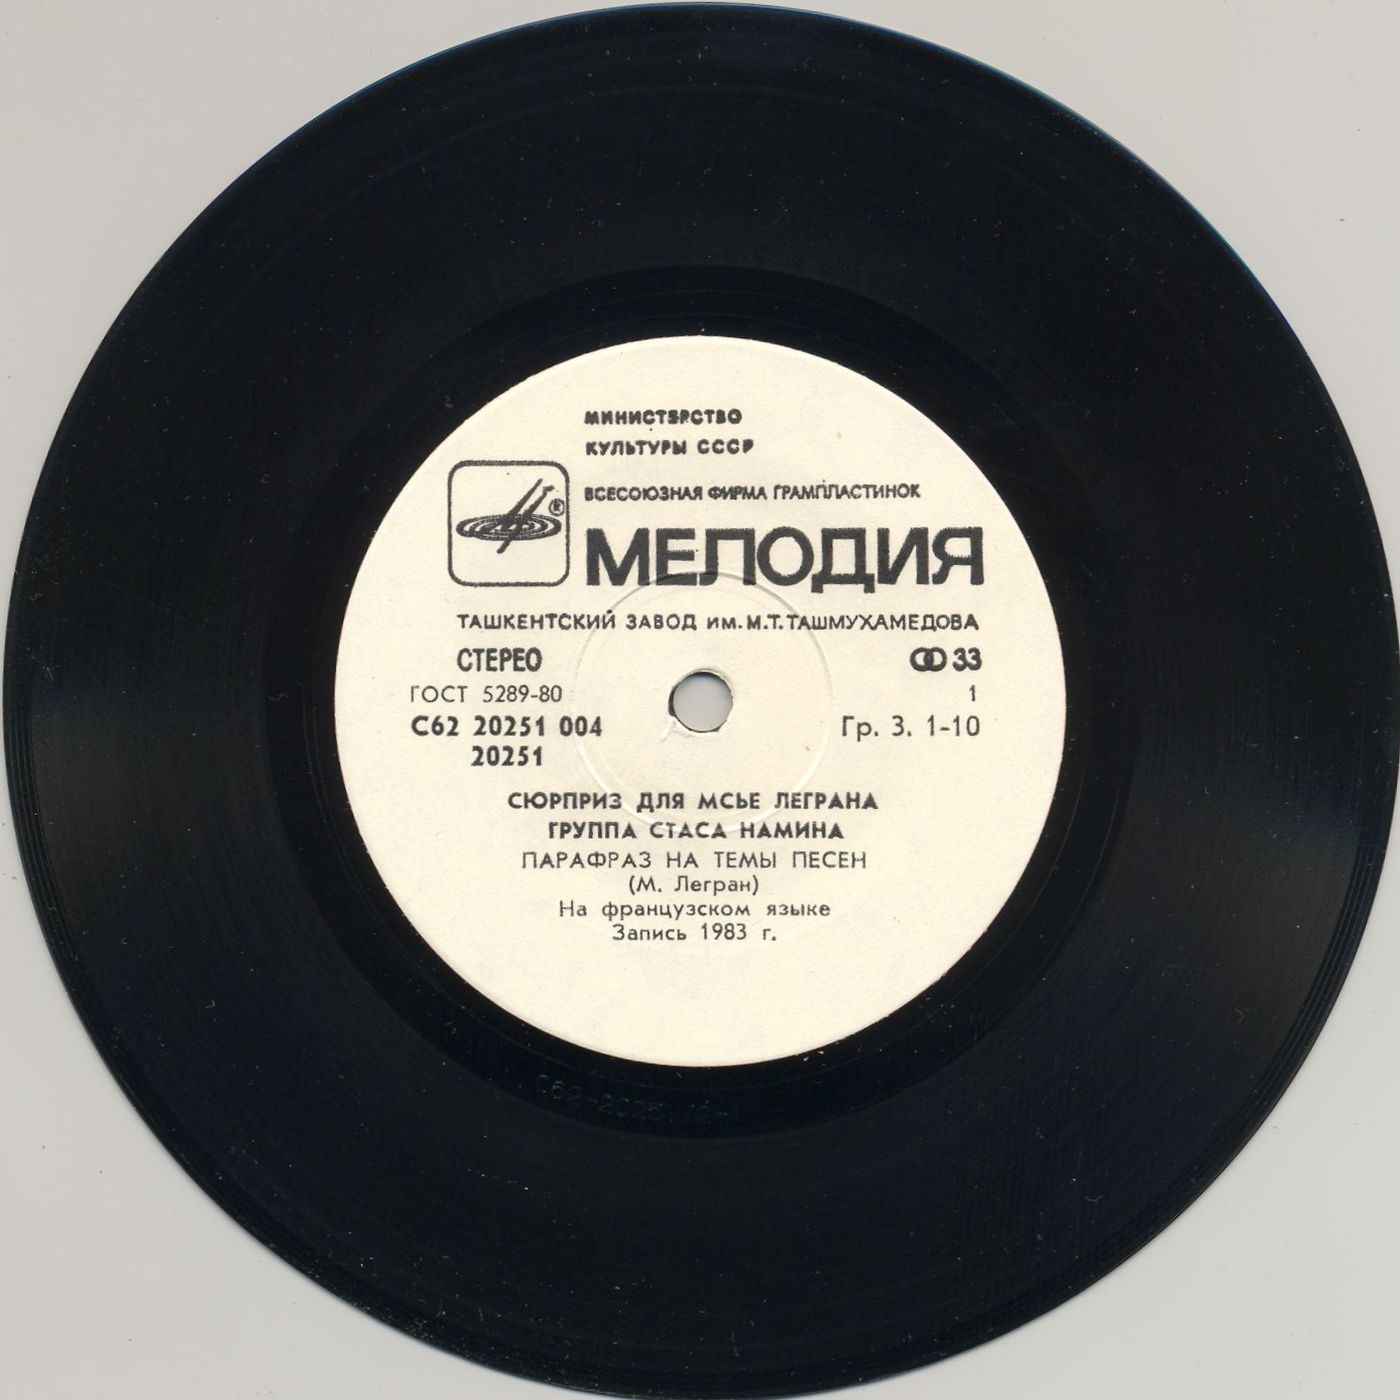 МИНИСТЕРСТВО
КУЛЬТУРЫ СССР
ВСЕСОЮЗНАЯ ФИРМА ГРАМПЛАСТИНОК
®
МЕЛОДИЯ
ТАШКЕНТСКИЙ ЗАВОД им. М.Т. ТАШМУХАМЕДОВА
СТЕРЕО 33
ГОСТ 5289-80 1
С62 20251 004 Гр. 3. 1-10
20251
СЮРПРИЗ ДЛЯ МСЬЕ ЛЕГРАНА
ГРУППА СТАСА НАМИНА
ПАРАФРАЗ НА ТЕМЫ ПЕСЕН
(М. Легран)
На французском языке
Запись 1983 г.